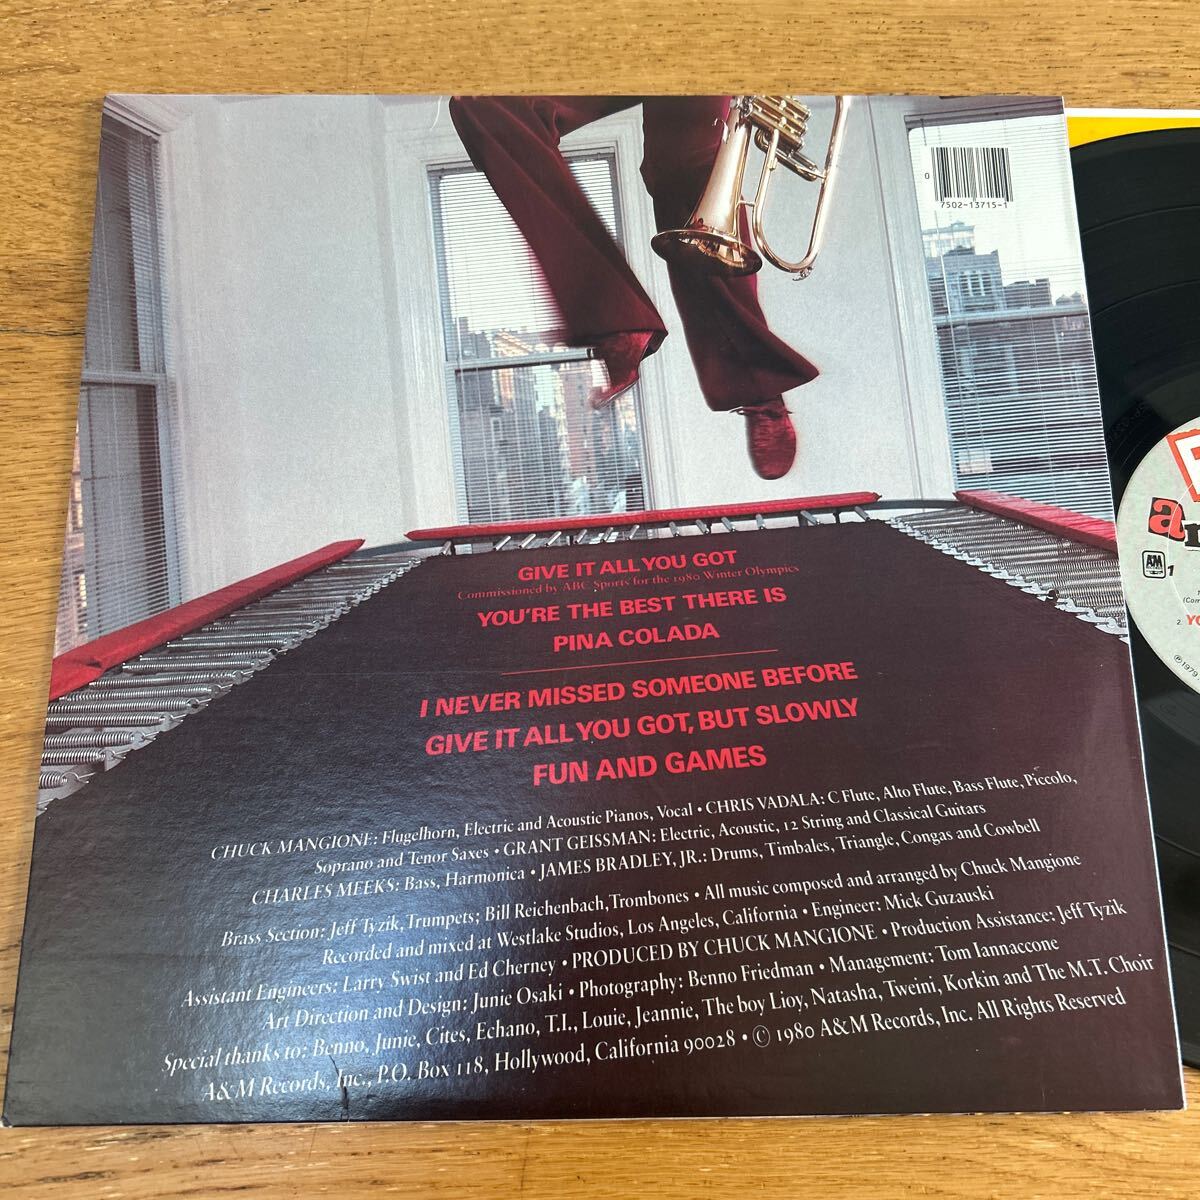 0
7502-13715-1
GIVE IT ALL YOU GOT
Commissioned by ABC Sports for the 1980 Winter Olympics
YOU'RE THE BEST THERE IS
PINA COLADA
I NEVER MISSED SOMEONE BEFORE
GIVE IT ALL YOU GOT, BUT SLOWLY
FUN AND GAMES
CHUCK MANGIONE: Flugelhorn, Electric and Acoustic Pianos, Vocal • CHRIS VADALA: C Flute, Alto Flute, Bass Flute, Piccolo,
Soprano and Tenor Saxes • GRANT GEISSMAN: Electric, Acoustic, 12 String and Classical Guitars
CHARLES MEEKS: Bass, Harmonica • JAMES BRADLEY, JR.: Drums, Timbales, Triangle, Congas and Cowbell
Brass Section: Jeff Tyzik, Trumpets; Bill Reichenbach, Trombones • All music composed and arranged by Chuck Mangione
Recorded and mixed at Westlake Studios, Los Angeles, California • Engineer: Mick Guzauski
Assistant Engineers: Larry Swist and Ed Cherney • PRODUCED BY CHUCK MANGIONE • Production Assistance: Jeff Tyzik
Art Direction and Design: Junie Osaki • Photography: Benno Friedman • Management: Tom Iannaccone
Special thanks to: Benno, Junie, Cites, Echano, T.I., Louie, Jeannie, The boy Lioy, Natasha, Tweini, Korkin and The M.T. Choir
A&M Records, Inc., P.O. Box 118, Hollywood, California 90028 • © 1980 A&M Records, Inc. All Rights Reserved
A&M
1
(Com
2. YO
℗ 1979